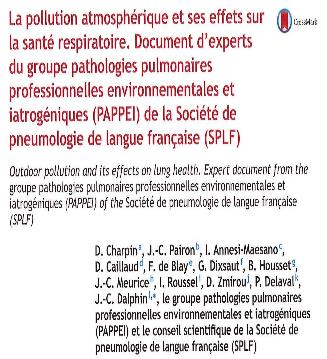 La pollution atmosphérique et ses effets sur
la santé respiratoire. Document d'experts
du groupe pathologies pulmonaires
professionnelles environnementales et
iatrogéniques (PAPPEI) de la Société de
pneumologie de langue française (SPLF)
CrossMark
Outdoor pollution and its effects on lung health. Expert document from the
groupe pathologies pulmonaires professionnelles environnementales et
iatrogéniques (PAPPEI) of the Société de pneumologie de langue française
(SPLF)
D. Charpin a, J.-C. Pairon b, I. Annesi-Maesano c,
D. Caillaud d, F. de Blay e, G. Dixsaut f, B. Housset g,
J.-C. Meurice h, I. Roussel i, D. Zmirou j, P. Delaval k,
J.-C. Dalphin l,∗, le groupe pathologies pulmonaires
professionnelles environnementales et iatrogéniques
(PAPPEI) et le conseil scientifique de la Société de
pneumologie de langue française (SPLF)